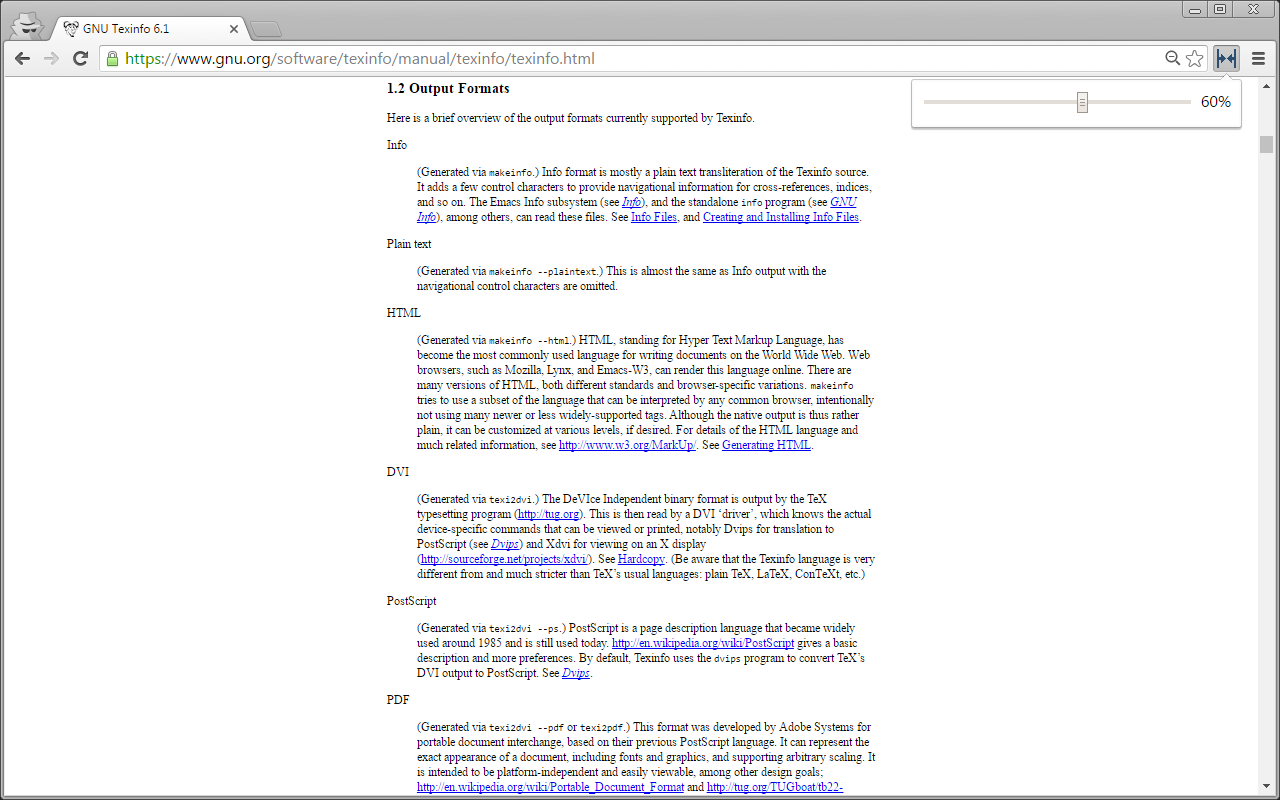 GNU Texinfo 6.1
https://www.gnu.org/software/texinfo/manual/texinfo/texinfo.html
60%
1.2 Output Formats
Here is a brief overview of the output formats currently supported by Texinfo.
Info
(Generated via makeinfo.) Info format is mostly a plain text transliteration of the Texinfo source.
It adds a few control characters to provide navigational information for cross-references, indices,
and so on. The Emacs Info subsystem (see Info), and the standalone info program (see GNU
Info), among others, can read these files. See Info Files, and Creating and Installing Info Files.
Plain text
(Generated via makeinfo --plaintext.) This is almost the same as Info output with the
navigational control characters are omitted.
HTML
(Generated via makeinfo --html.) HTML, standing for Hyper Text Markup Language, has
become the most commonly used language for writing documents on the World Wide Web. Web
browsers, such as Mozilla, Lynx, and Emacs-W3, can render this language online. There are
many versions of HTML, both different standards and browser-specific variations. makeinfo
tries to use a subset of the language that can be interpreted by any common browser, intentionally
not using many newer or less widely-supported tags. Although the native output is thus rather
plain, it can be customized at various levels, if desired. For details of the HTML language and
much related information, see http://www.w3.org/MarkUp/. See Generating HTML.
DVI
(Generated via texi2dvi.) The DeVIce Independent binary format is output by the TeX
typesetting program (http://tug.org). This is then read by a DVI ‘driver’, which knows the actual
device-specific commands that can be viewed or printed, notably Dvips for translation to
PostScript (see Dvips) and Xdvi for viewing on an X display
(http://sourceforge.net/projects/xdvi/). See Hardcopy. (Be aware that the Texinfo language is very
different from and much stricter than TeX’s usual languages: plain TeX, LaTeX, ConTeXt, etc.)
PostScript
(Generated via texi2dvi --ps.) PostScript is a page description language that became widely
used around 1985 and is still used today. http://en.wikipedia.org/wiki/PostScript gives a basic
description and more preferences. By default, Texinfo uses the dvips program to convert TeX’s
DVI output to PostScript. See Dvips.
PDF
(Generated via texi2dvi --pdf or texi2pdf.) This format was developed by Adobe Systems for
portable document interchange, based on their previous PostScript language. It can represent the
exact appearance of a document, including fonts and graphics, and supporting arbitrary scaling. It
is intended to be platform-independent and easily viewable, among other design goals;
http://en.wikipedia.org/wiki/Portable_Document_Format and http://tug.org/TUGboat/tb22-